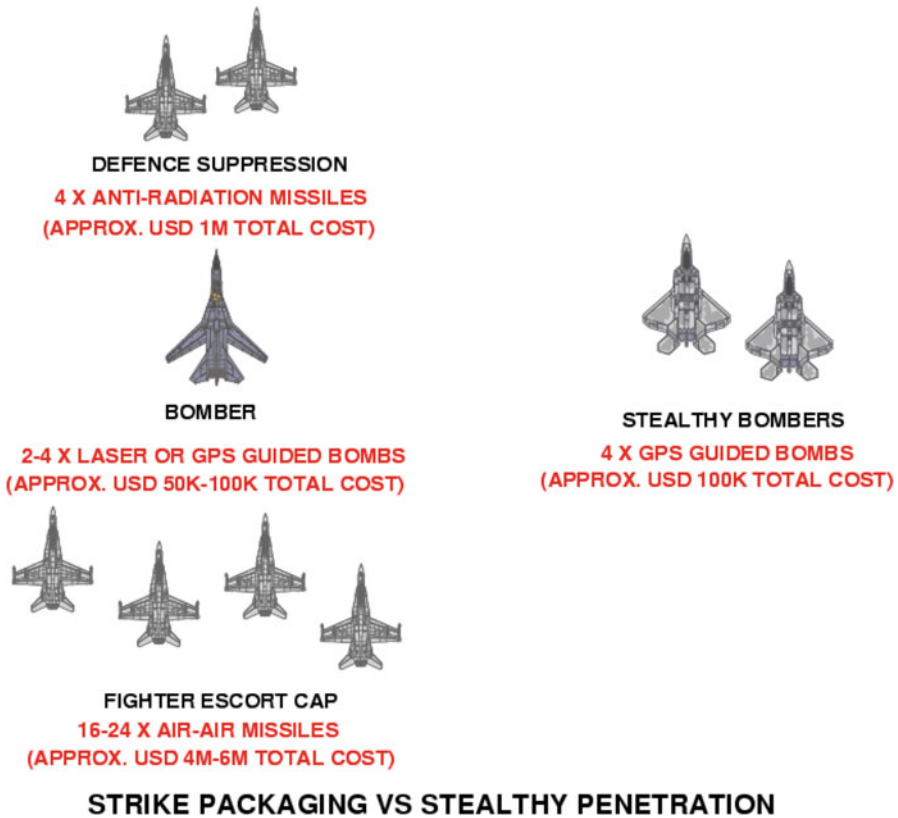 DEFENCE SUPPRESSION
4 X ANTI-RADIATION MISSILES
(APPROX. USD 1M TOTAL COST)
BOMBER
2-4 X LASER OR GPS GUIDED BOMBS
(APPROX. USD 50K-100K TOTAL COST)
FIGHTER ESCORT CAP
16-24 X AIR-AIR MISSILES
(APPROX. USD 4M-6M TOTAL COST)
STEALTHY BOMBERS
4 X GPS GUIDED BOMBS
(APPROX. USD 100K TOTAL COST)
STRIKE PACKAGING VS STEALTHY PENETRATION